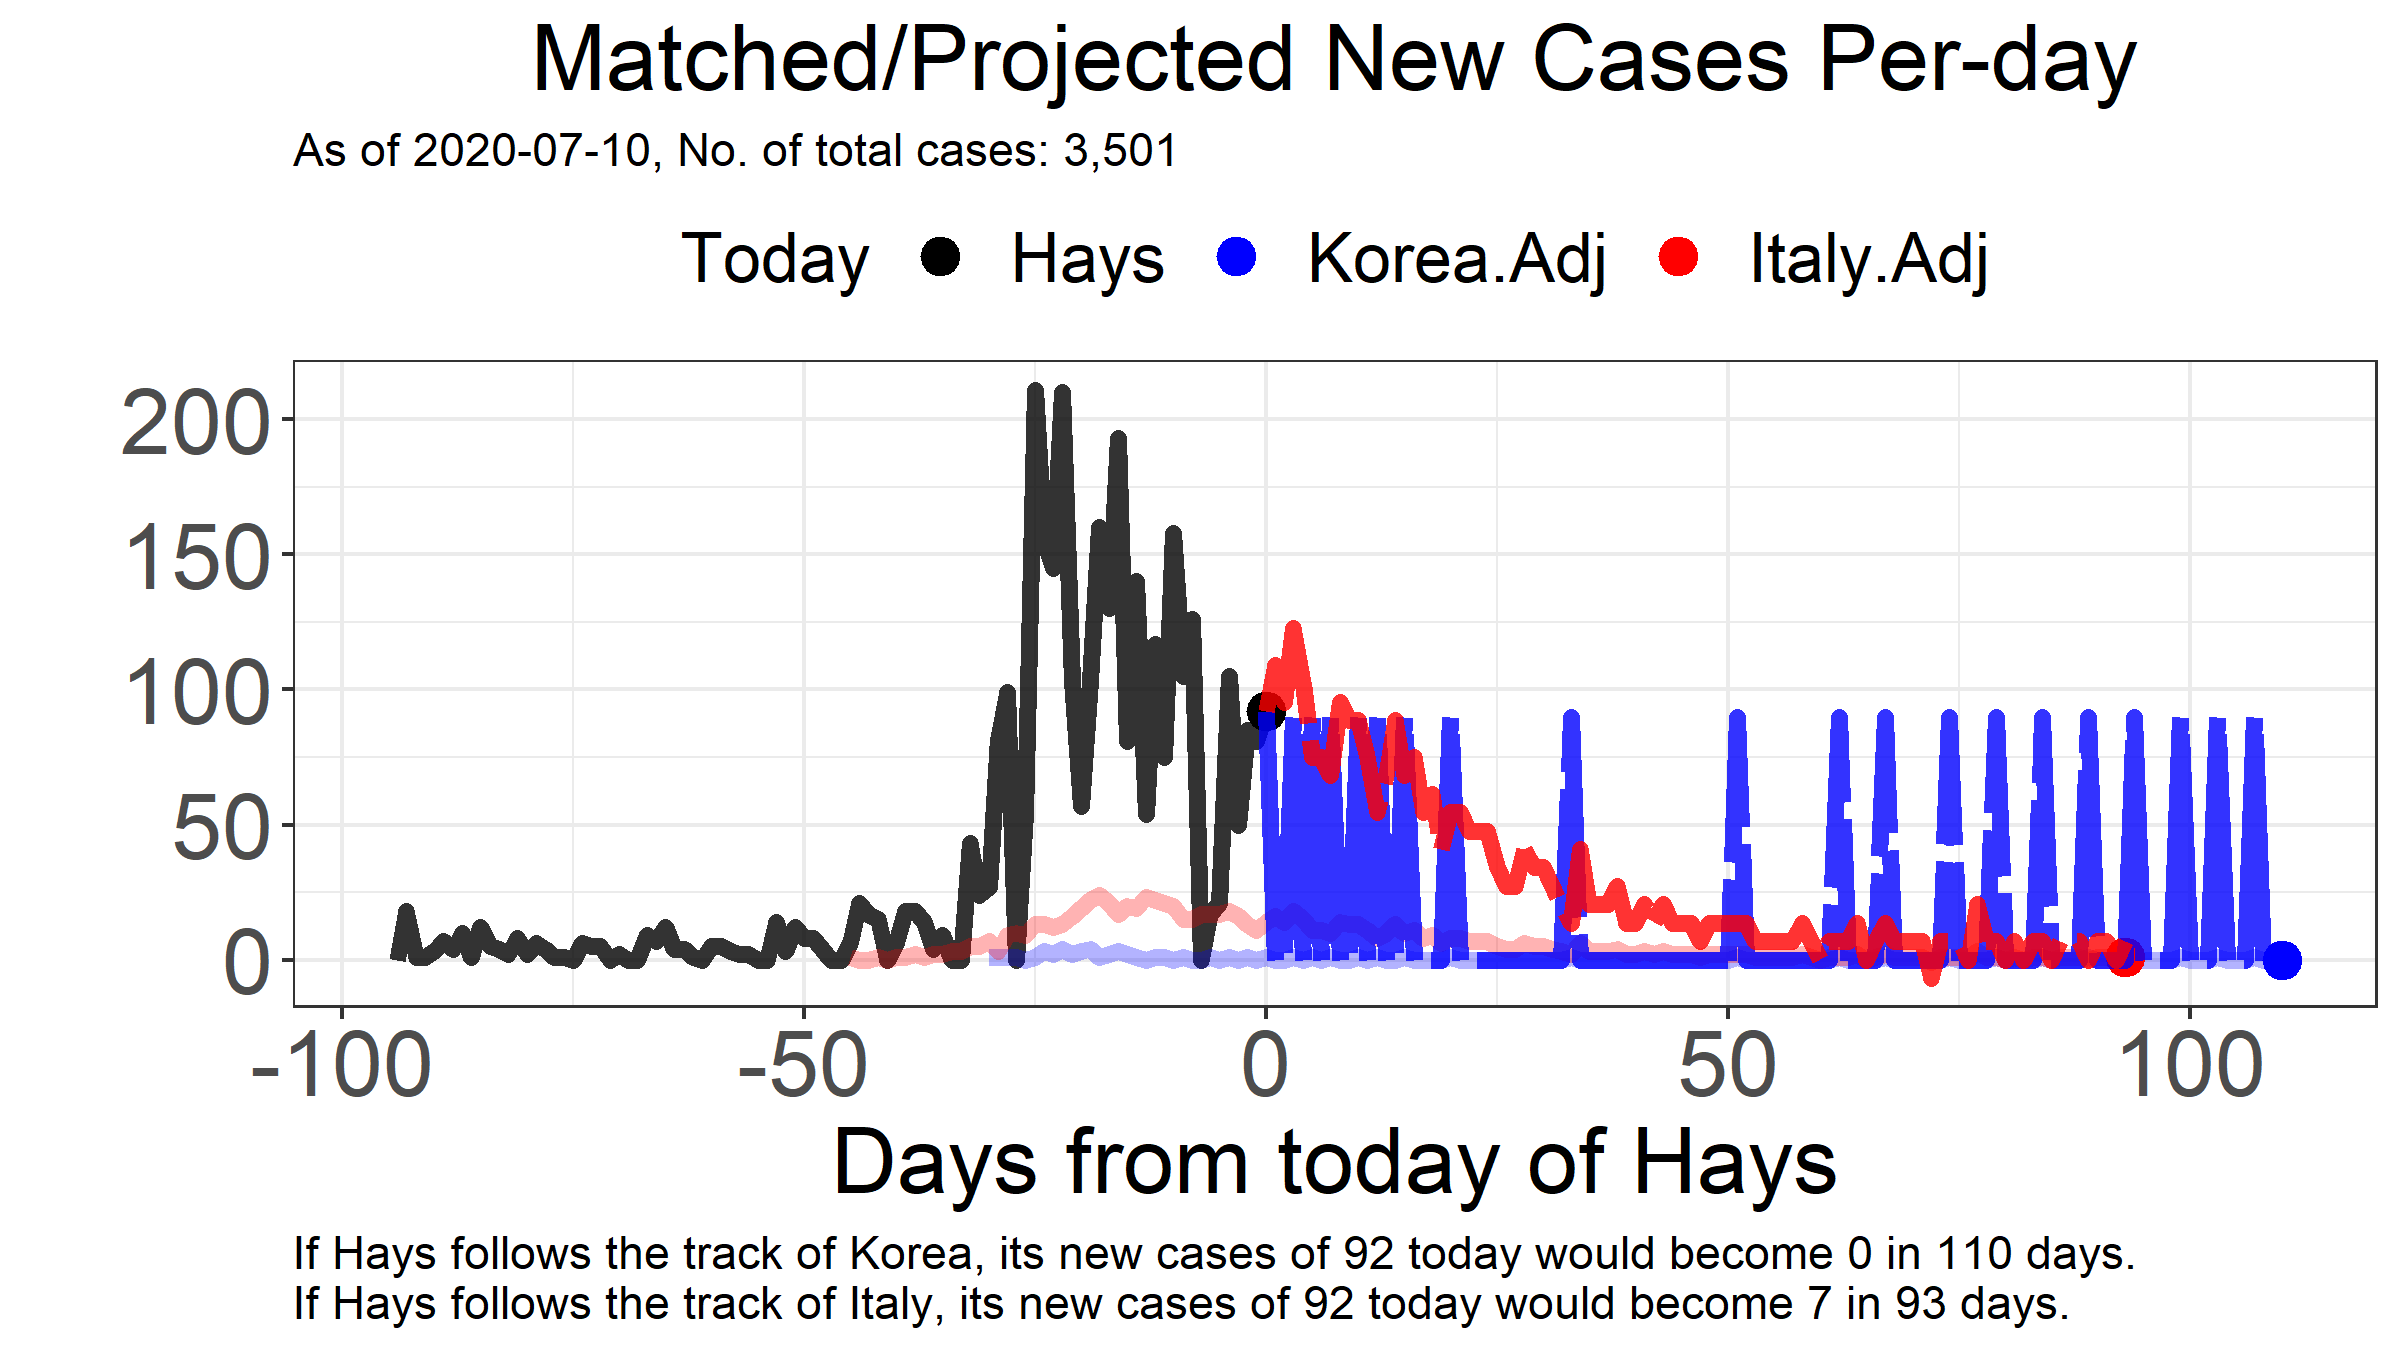 Matched/Projected New Cases Per-day
As of 2020-07-10, No. of total cases: 3,501
Today Hays Korea.Adj Italy.Adj
200
150
100
50
0
-100 -50 0 50 100
Days from today of Hays
If Hays follows the track of Korea, its new cases of 92 today would become 0 in 110 days.
If Hays follows the track of Italy, its new cases of 92 today would become 7 in 93 days.